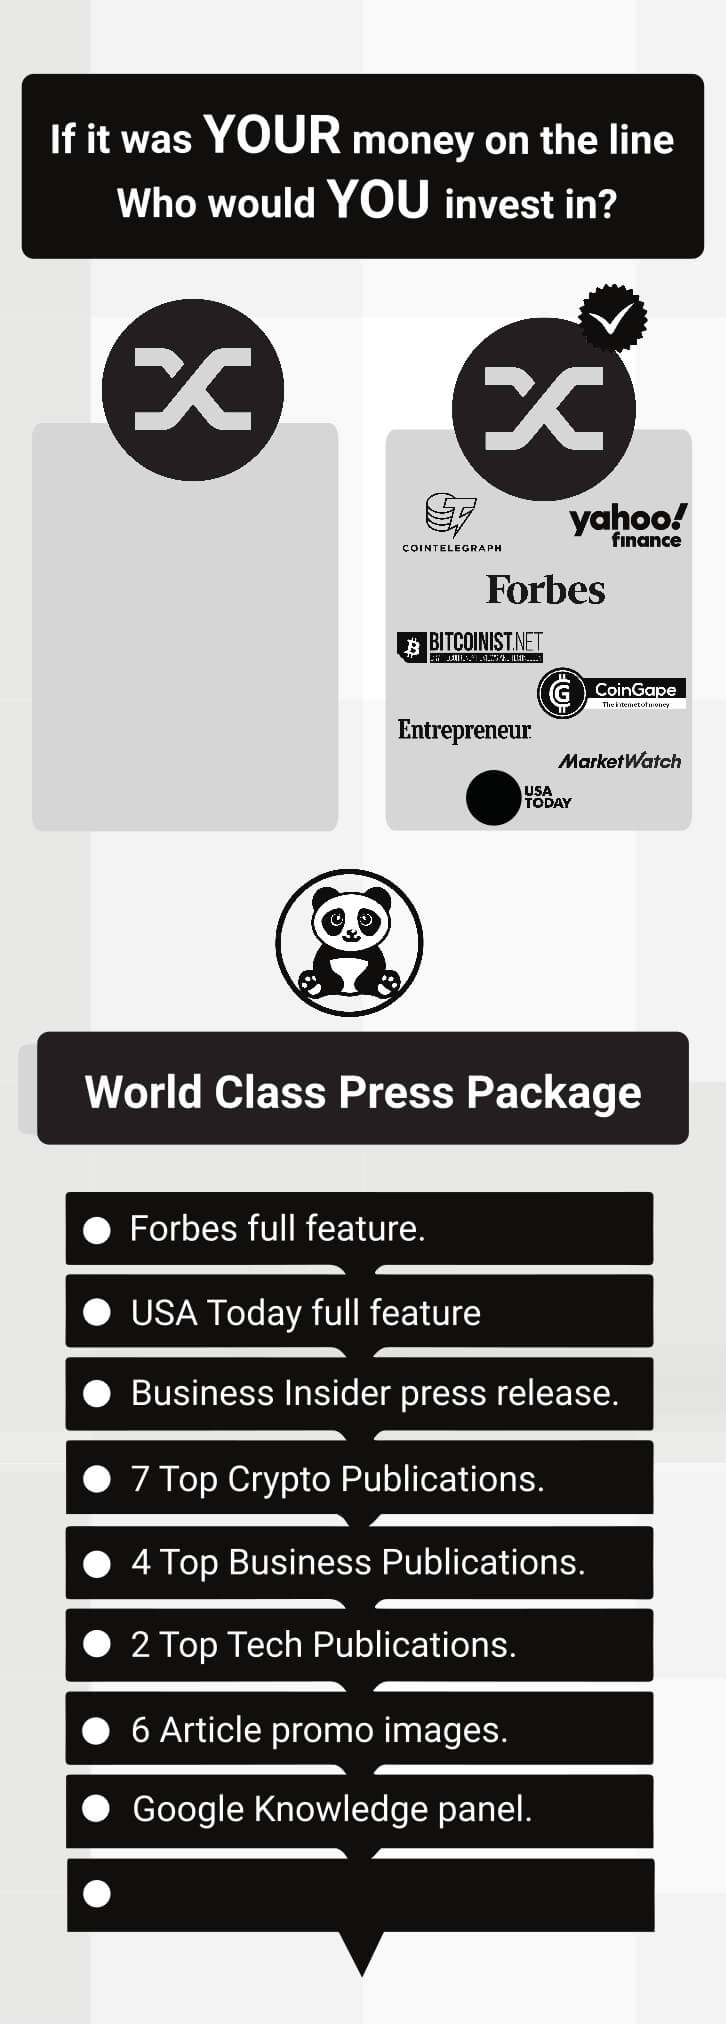 If it was YOUR money on the line
Who would YOU invest in?
COINTELEGRAPH
yahoo!
finance
Forbes
BITCOINIST.NET
CoinGape
The internet of money
Entrepreneur
MarketWatch
USA
TODAY
World Class Press Package
Forbes full feature.
USA Today full feature
Business Insider press release.
7 Top Crypto Publications.
4 Top Business Publications.
2 Top Tech Publications.
6 Article promo images.
Google Knowledge panel.